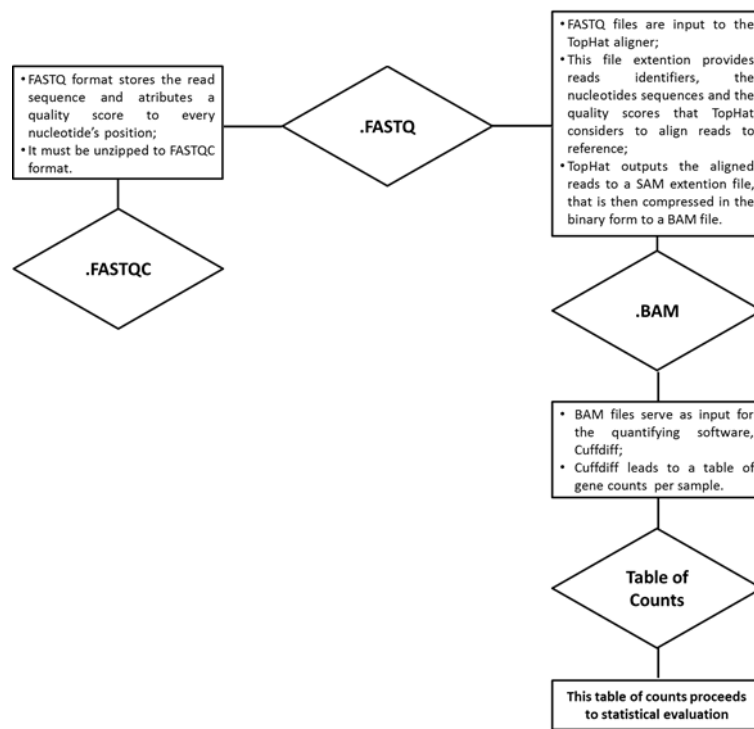 • FASTQ format stores the read
sequence and atributes a
quality score to every
nucleotide's position;
• It must be unzipped to FASTQC
format.
.FASTQC
.FASTQ
• FASTQ files are input to the
TopHat aligner;
• This file extention provides
reads identifiers, the
nucleotides sequences and the
quality scores that TopHat
considers to align reads to
reference;
• TopHat outputs the aligned
reads to a SAM extention file,
that is then compressed in the
binary form to a BAM file.
.BAM
• BAM files serve as input for
the quantifying software,
Cuffdiff;
• Cuffdiff leads to a table of
gene counts per sample.
Table of
Counts
This table of counts proceeds
to statistical evaluation